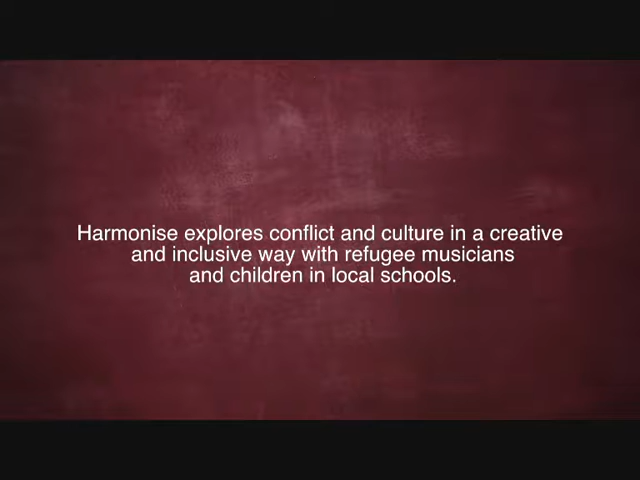 Harmonise explores conflict and culture in a creative
and inclusive way with refugee musicians
and children in local schools.